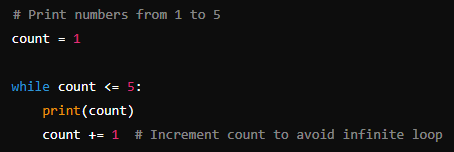 # Print numbers from 1 to 5
count = 1

while count <= 5:
    print(count)
    count += 1  # Increment count to avoid infinite loop